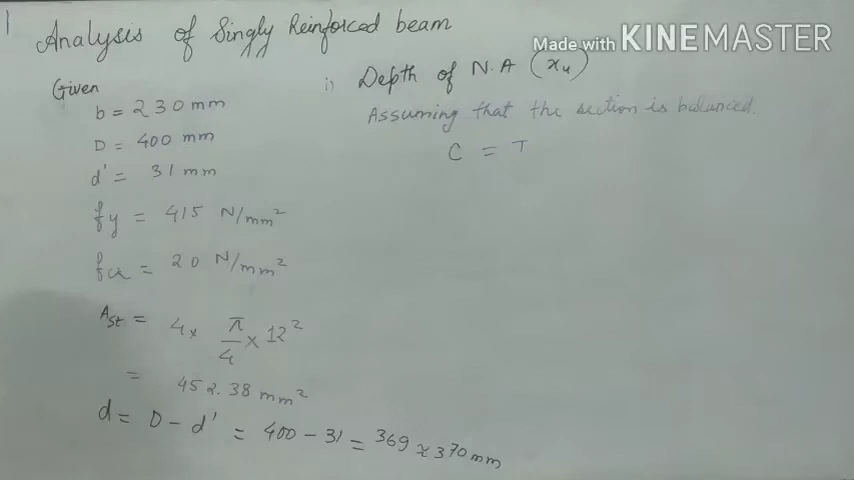 1
Analysis of Singly Reinforced beam
Made with KINEMASTER
Given
b = 230 mm
D = 400 mm
d' = 31 mm
fy = 415 N/mm²
fck = 20 N/mm²
Ast = 4 × π/4 × 12²
= 452.38 mm²
d = D - d' = 400 - 31 = 369 ≈ 370 mm
i) Depth of N.A (xu)
Assuming that the section is balanced.
C = T